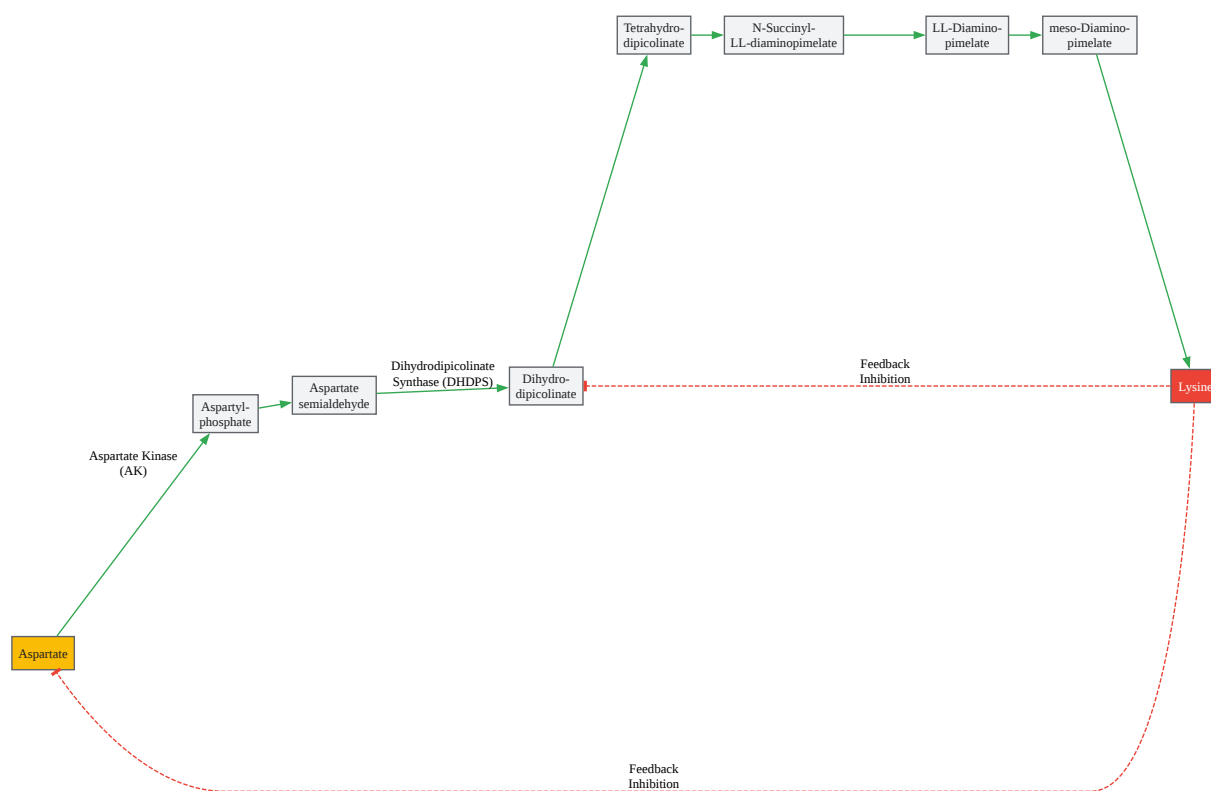 Tetrahydro-
dipicolinate
N-Succinyl-
LL-diaminopimelate
LL-Diamino-
pimelate
meso-Diamino-
pimelate
Dihydrodipicolinate
Synthase (DHDPS)
Dihydro-
dipicolinate
Feedback
Inhibition
Lysine
Aspartate
semialdehyde
Aspartyl-
phosphate
Aspartate Kinase
(AK)
Aspartate
Feedback
Inhibition